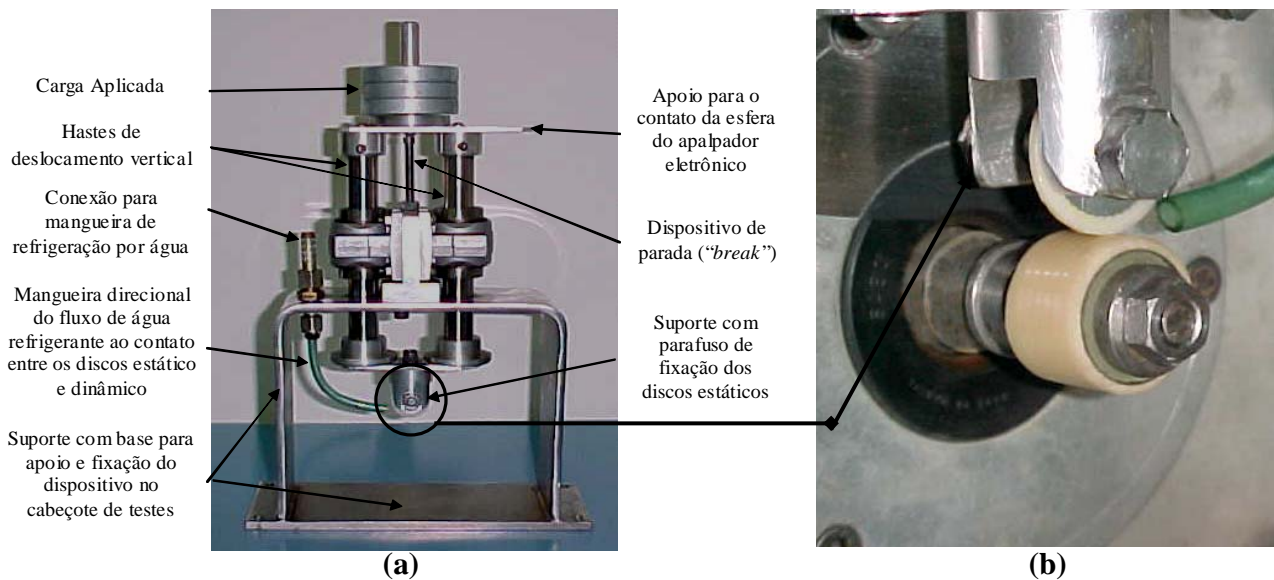 Carga Aplicada
Hastes de
deslocamento vertical
Conexão para
mangueira de
refrigeração por água
Mangueira direcional
do fluxo de água
refrigerante ao contato
entre os discos estático
e dinâmico
Suporte com base para
apoio e fixação do
dispositivo no
cabeçote de testes
Apoio para o
contato da esfera
do apalpador
eletrônico
Dispositivo de
parada (“break”)
Suporte com
parafuso de
fixação dos
discos estáticos
(a)
(b)